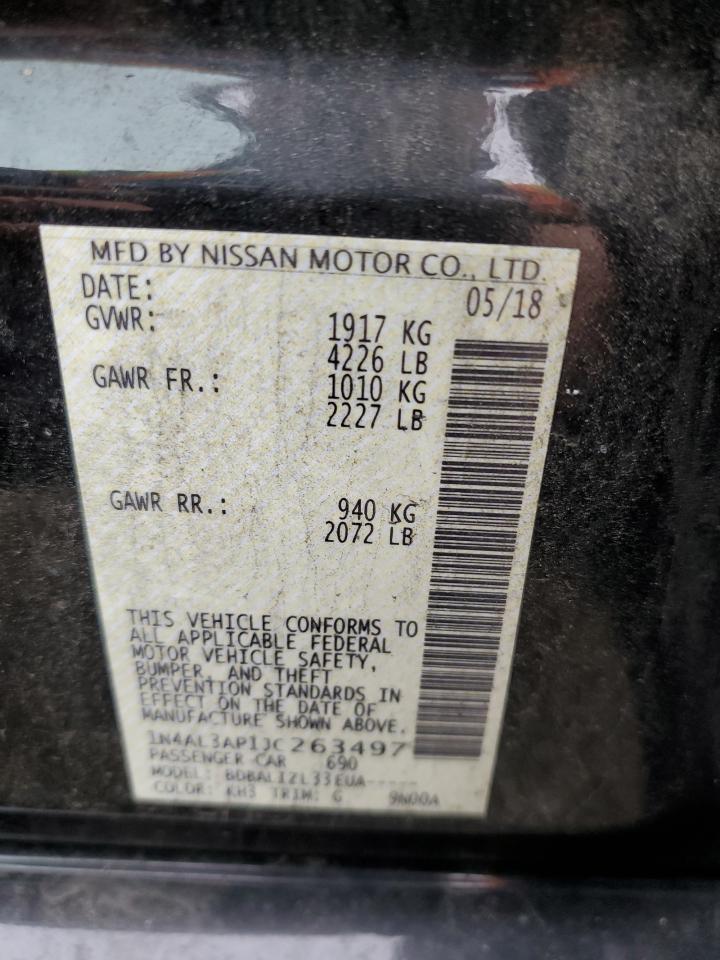 MFD BY NISSAN MOTOR CO., LTD.
DATE: 05/18
GVWR: 1917 KG
4226 LB
GAWR FR.: 1010 KG
2227 LB
GAWR RR.: 940 KG
2072 LB
THIS VEHICLE CONFORMS TO
ALL APPLICABLE FEDERAL
MOTOR VEHICLE SAFETY,
BUMPER, AND THEFT
PREVENTION STANDARDS IN
EFFECT ON THE DATE OF
MANUFACTURE SHOWN ABOVE.
1N4AL3AP1JC263497
PASSENGER CAR 690
MODEL: BDBALIZL33EUA-----
COLOR: KH3 TRIM: G 9N00A